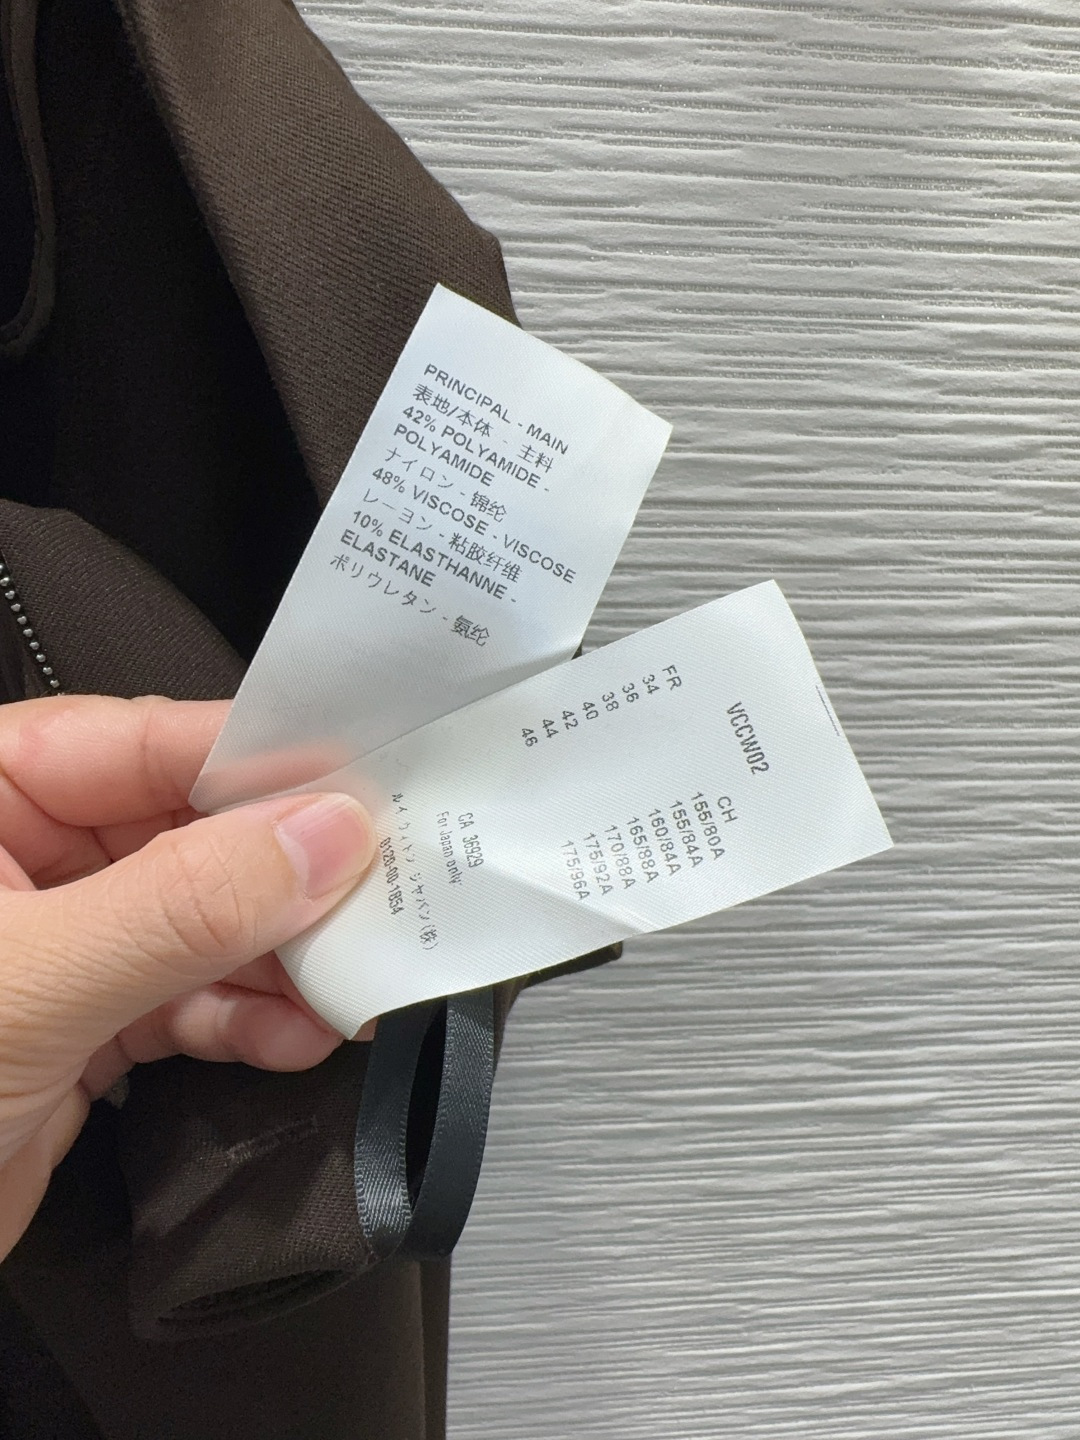 PRINCIPAL - MAIN
表地/本体 - 主料
42% POLYAMIDE -
POLYAMIDE
ナイロン - 锦纶
48% VISCOSE - VISCOSE
レーヨン - 粘胶纤维
10% ELASTHANNE -
ELASTANE
ポリウレタン - 氨纶
VCCW02
FR CH
34 155/80A
36 155/84A
38 160/84A
40 165/88A
42 170/88A
44 175/92A
46 175/96A
CA 36929
For Japan only:
ルイ ヴィトン ジャパン(株)
0120-00-1854